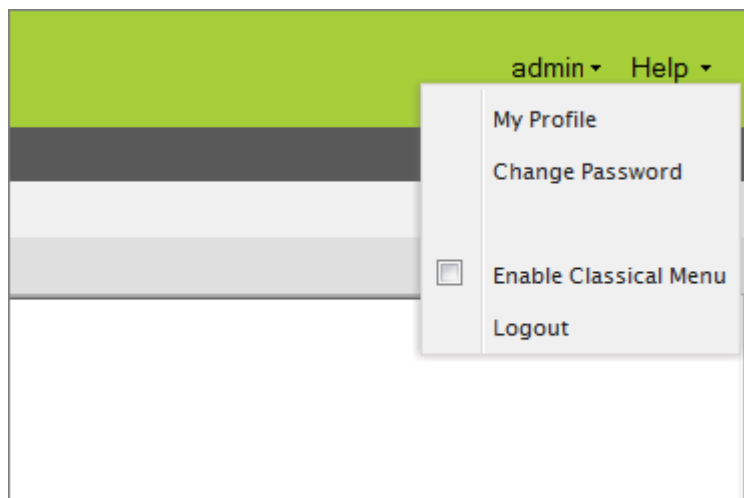 admin Help
My Profile
Change Password
Enable Classical Menu
Logout